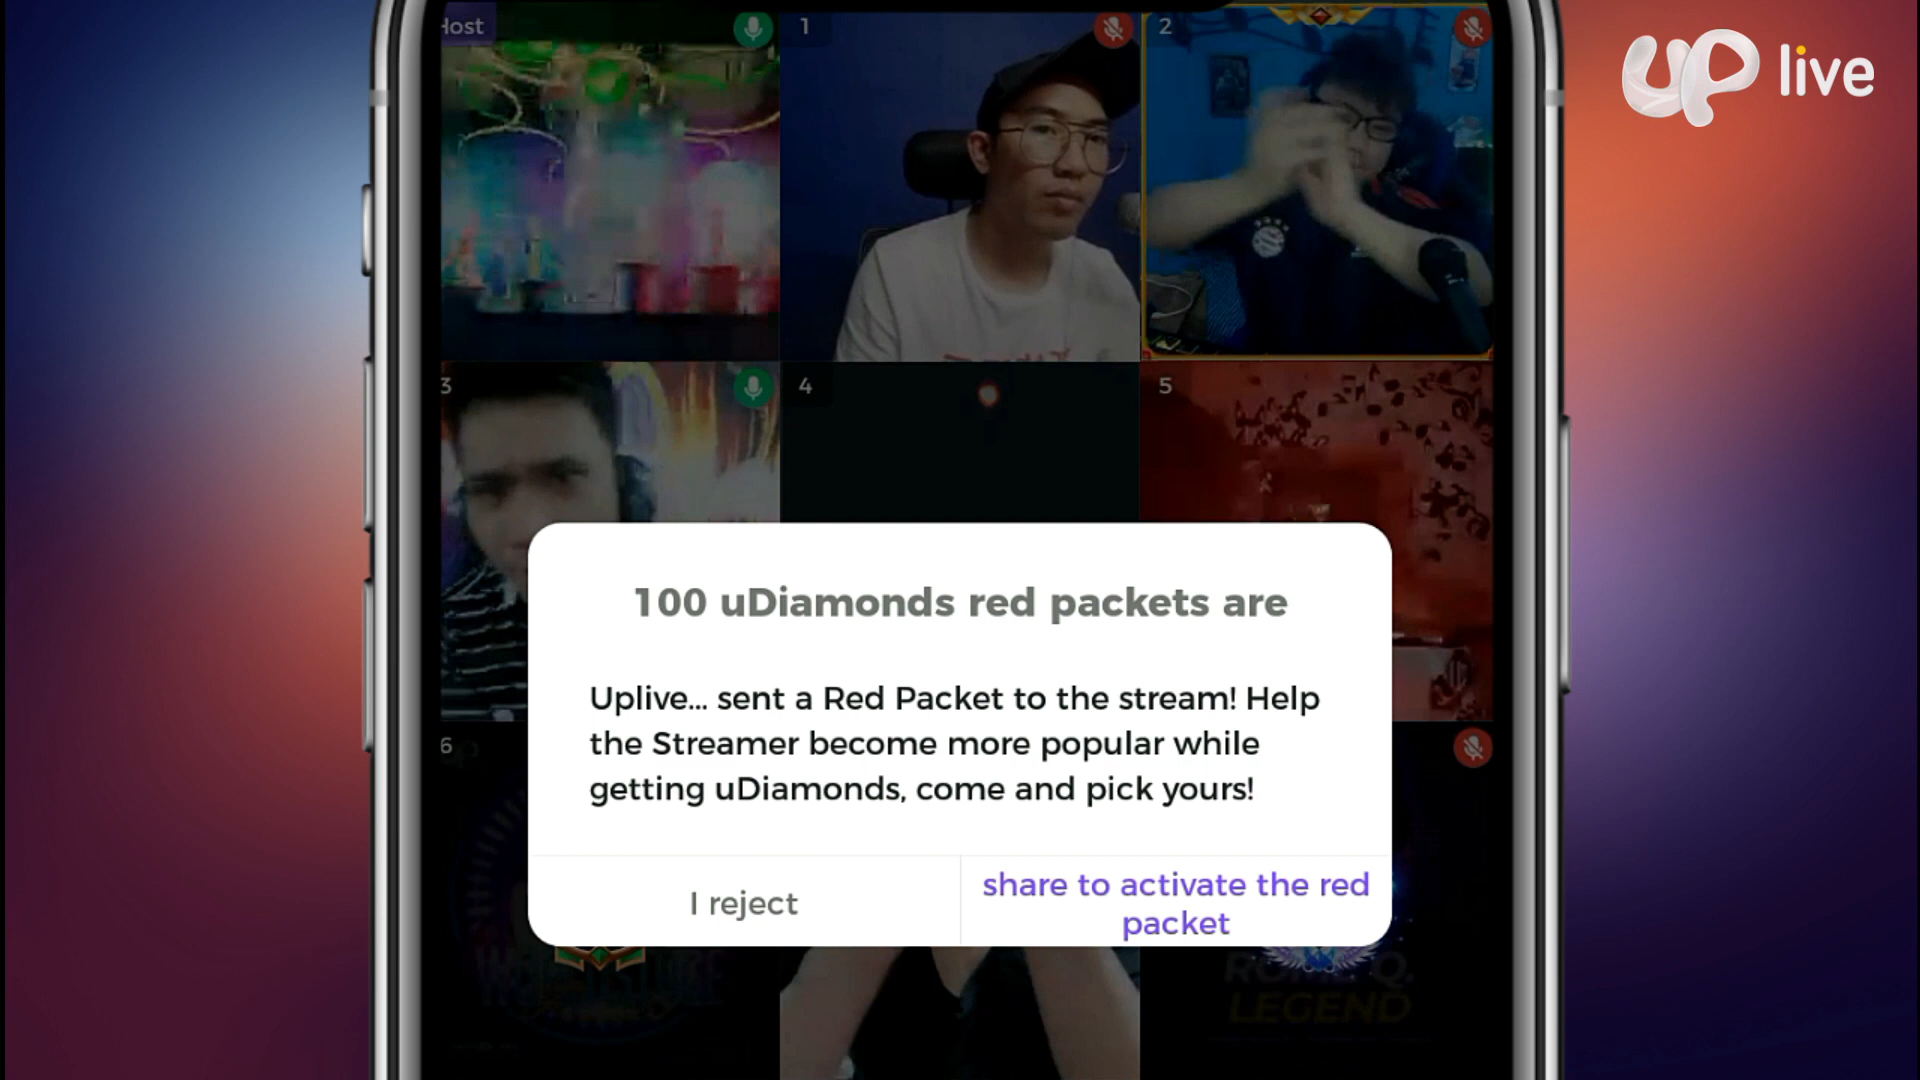 Host
1
2
UP live
3
4
5
100 uDiamonds red packets are
Uplive... sent a Red Packet to the stream! Help
the Streamer become more popular while
getting uDiamonds, come and pick yours!
6
I reject
share to activate the red
packet
LEGEND